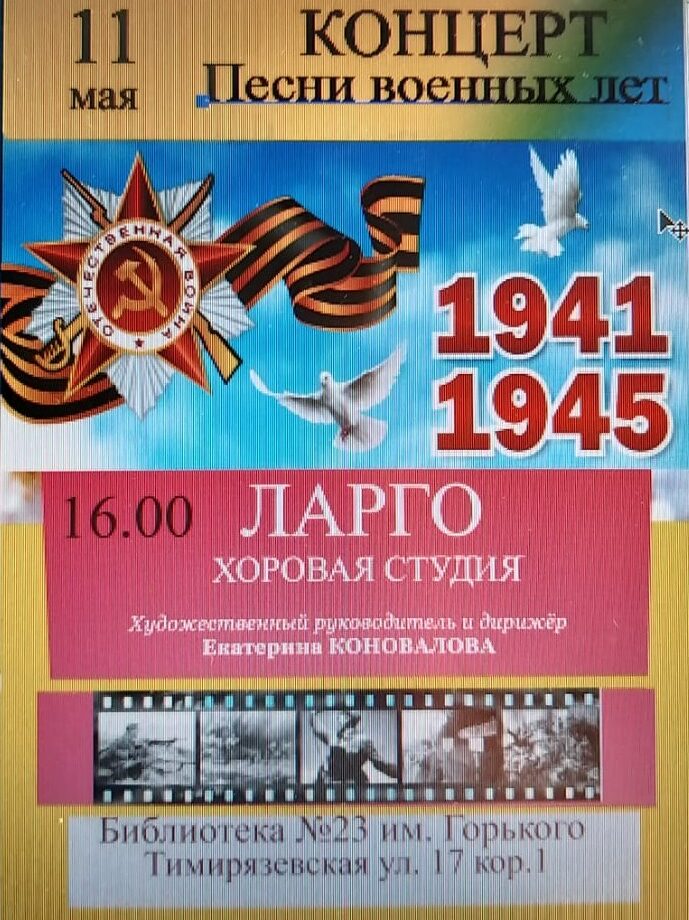 11
мая
КОНЦЕРТ
Песни военных лет
ОТЕЧЕСТВЕННАЯ ВОЙНА
1941
1945
16.00
ЛАРГО
ХОРОВАЯ СТУДИЯ
Художественный руководитель и дирижёр
Екатерина КОНОВАЛОВА
Библиотека №23 им. Горького
Тимирязевская ул. 17 кор.1